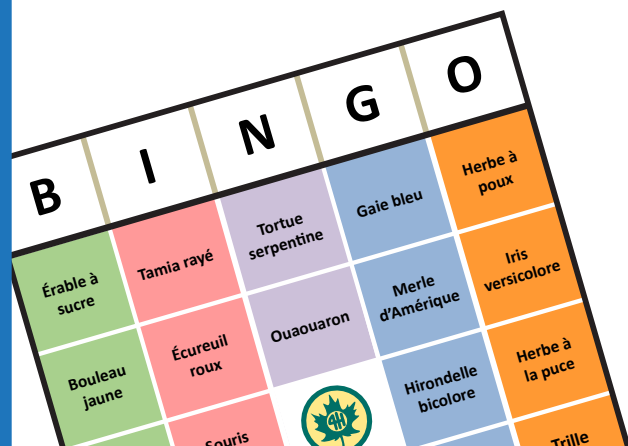 B I N G O
Érable à
sucre
Tamia rayé
Tortue
serpentine
Gaie bleu
Herbe à
poux
Bouleau
jaune
Écureuil
roux
Ouaouaron
Merle
d'Amérique
Iris
versicolore
Souris
4H
Hirondelle
bicolore
Herbe à
la puce
Trille